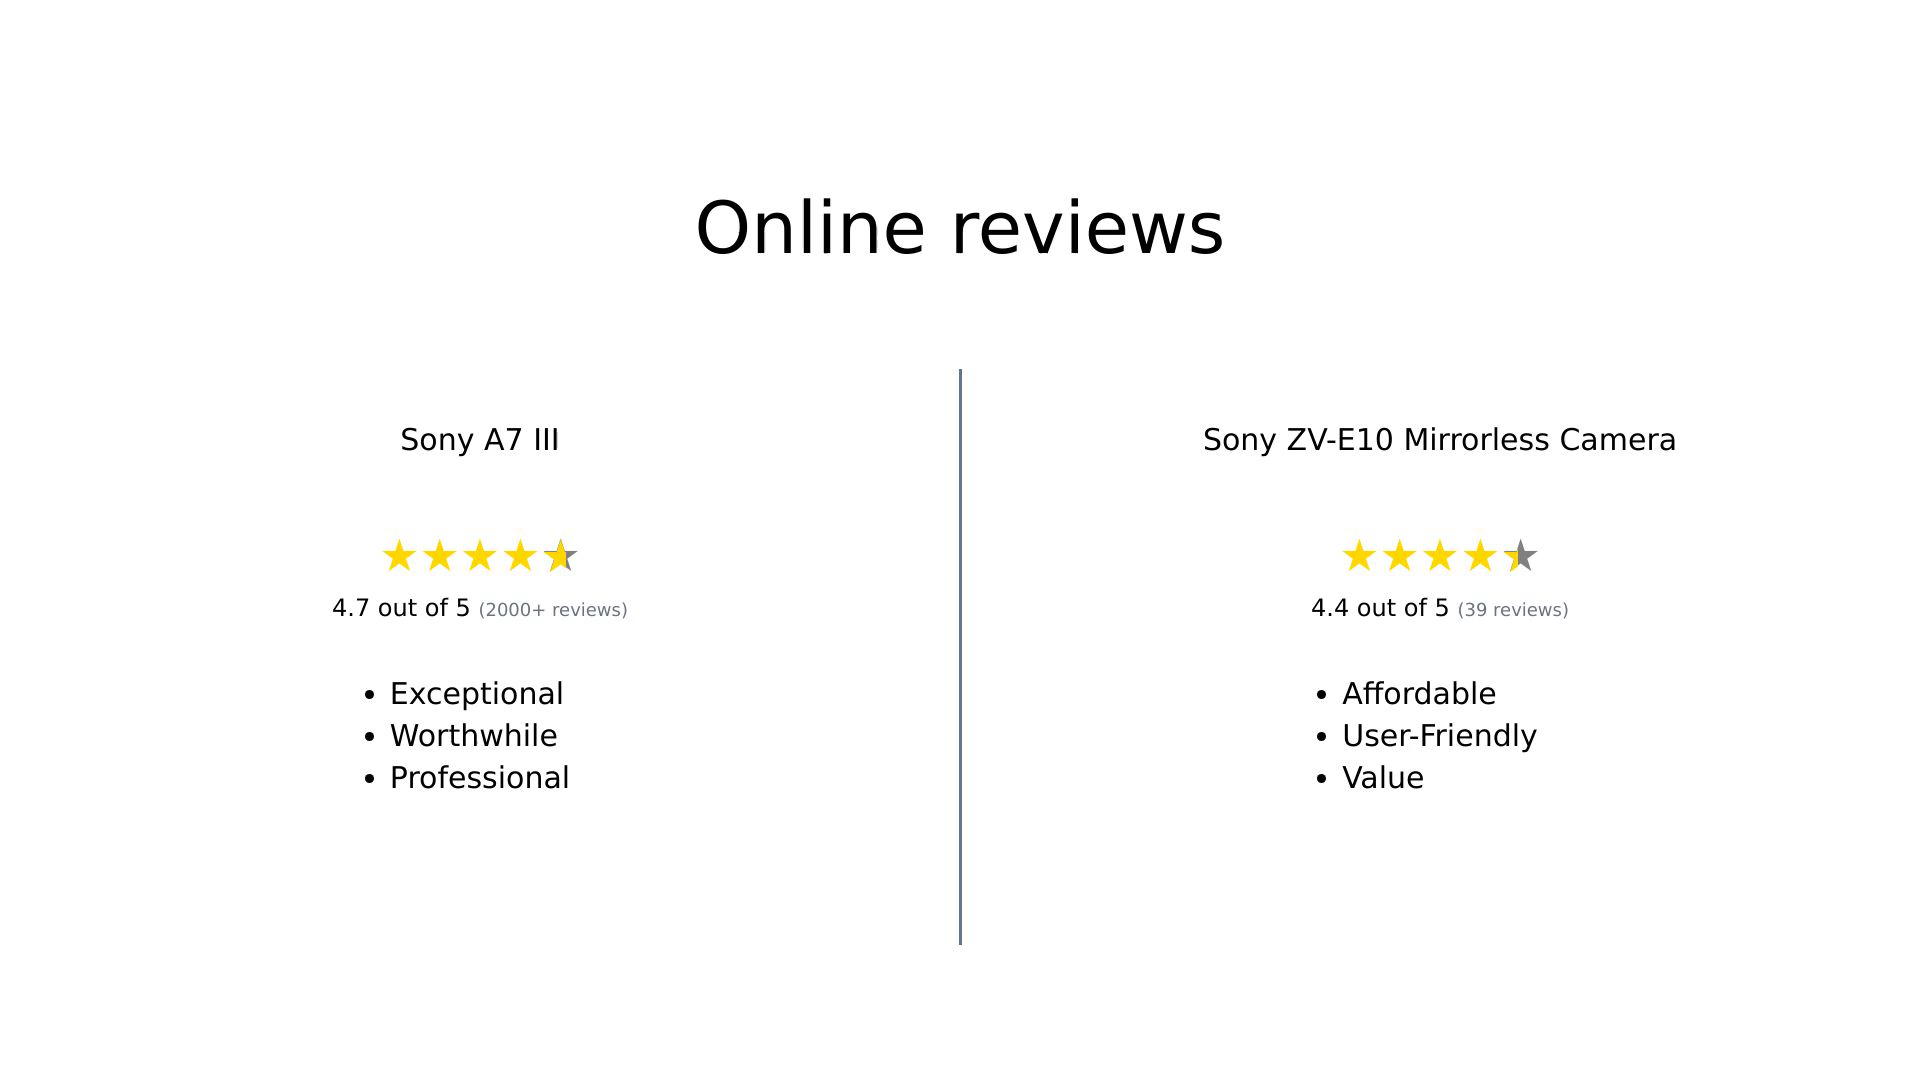 Online reviews
Sony A7 III
4.7 out of 5 (2000+ reviews)
• Exceptional
• Worthwhile
• Professional
Sony ZV-E10 Mirrorless Camera
4.4 out of 5 (39 reviews)
• Affordable
• User-Friendly
• Value